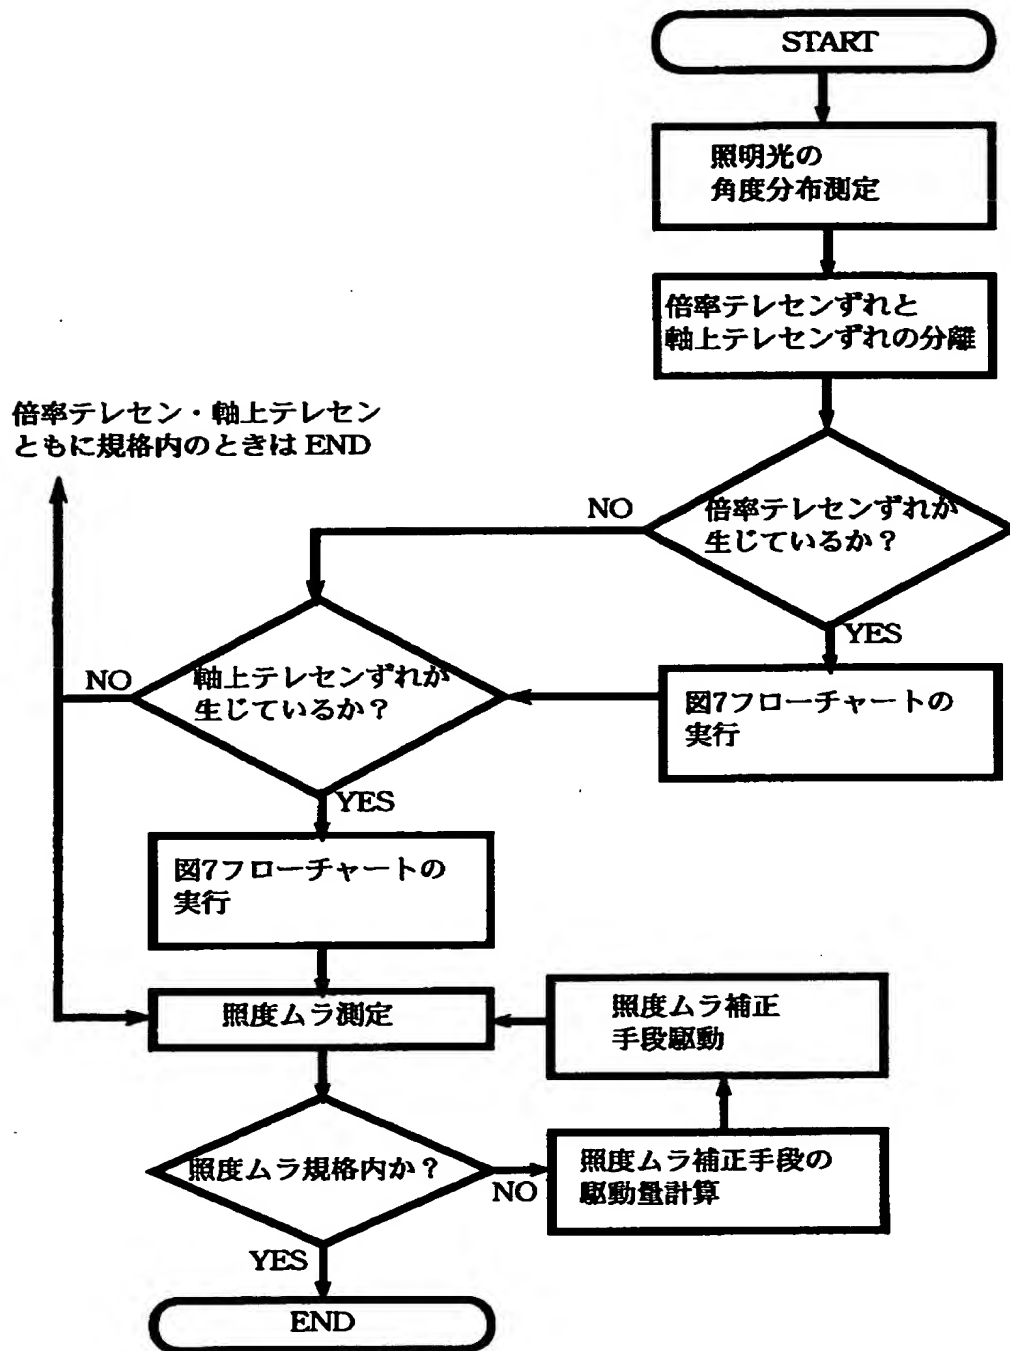 START
照明光の
角度分布測定
倍率テレセンずれと
軸上テレセンずれの分離
倍率テレセン・軸上テレセン
ともに規格内のときは END
NO
倍率テレセンずれが
生じているか？
YES
NO
軸上テレセンずれが
生じているか？
図7フローチャートの
実行
YES
図7フローチャートの
実行
照度ムラ測定
照度ムラ補正
手段駆動
照度ムラ規格内か？
NO
照度ムラ補正手段の
駆動量計算
YES
END